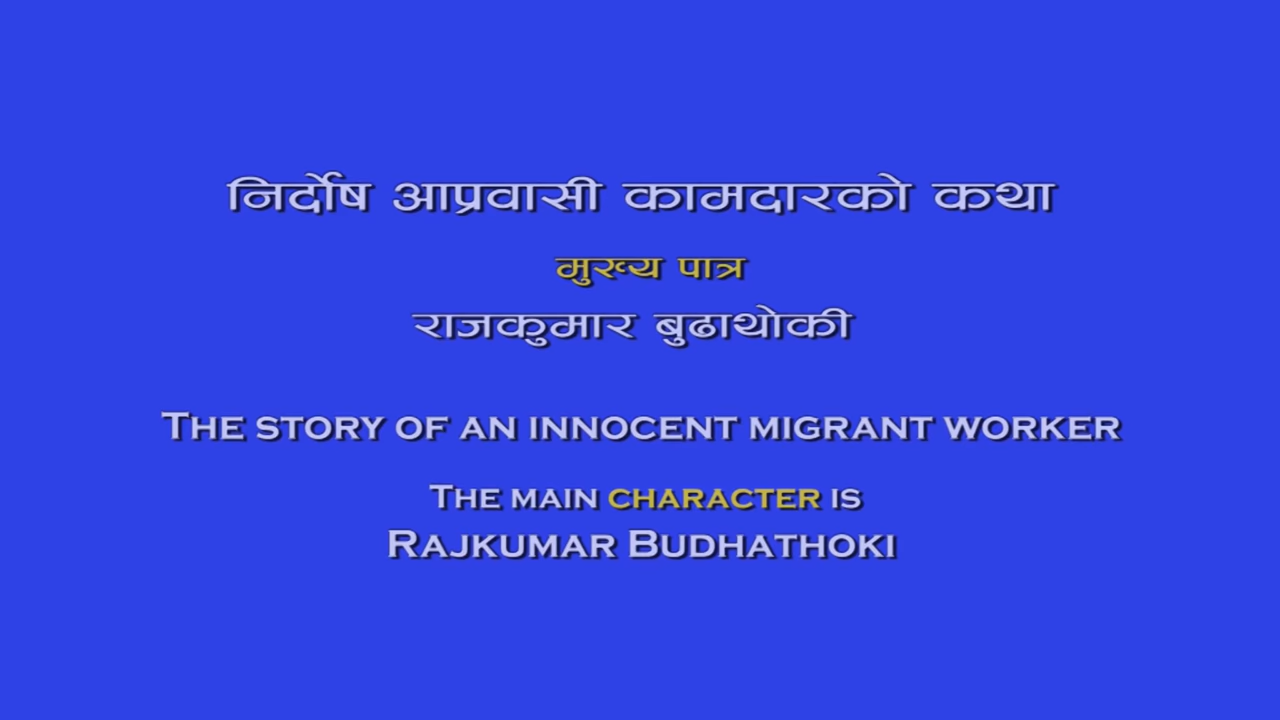 निर्दोष आप्रवासी कामदारको कथा
मुख्य पात्र
राजकुमार बुढाथोकी
THE STORY OF AN INNOCENT MIGRANT WORKER
THE MAIN CHARACTER IS
RAJKUMAR BUDHATHOKI